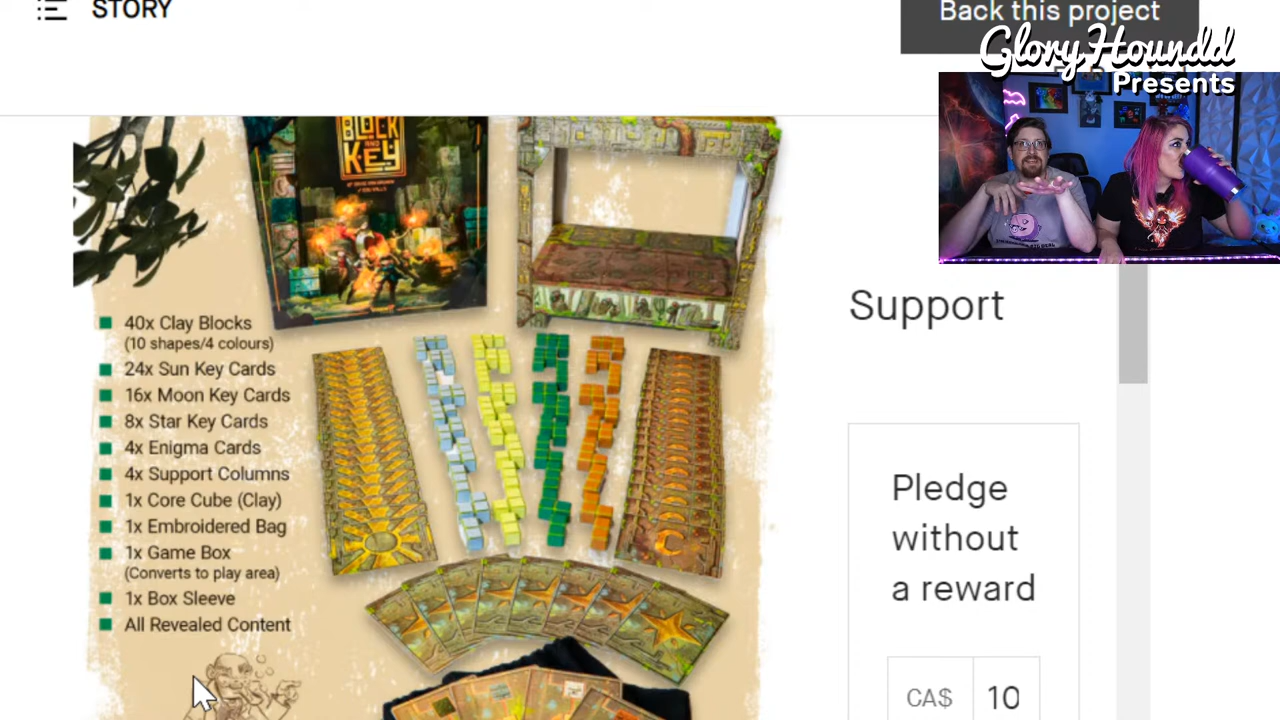 STORY
Back this project
GloryHoundd
Presents
BLOCK
AND
KEY
40x Clay Blocks
(10 shapes/4 colours)
24x Sun Key Cards
16x Moon Key Cards
8x Star Key Cards
4x Enigma Cards
4x Support Columns
1x Core Cube (Clay)
1x Embroidered Bag
1x Game Box
(Converts to play area)
1x Box Sleeve
All Revealed Content
Support
Pledge
without
a reward
CA$ 10